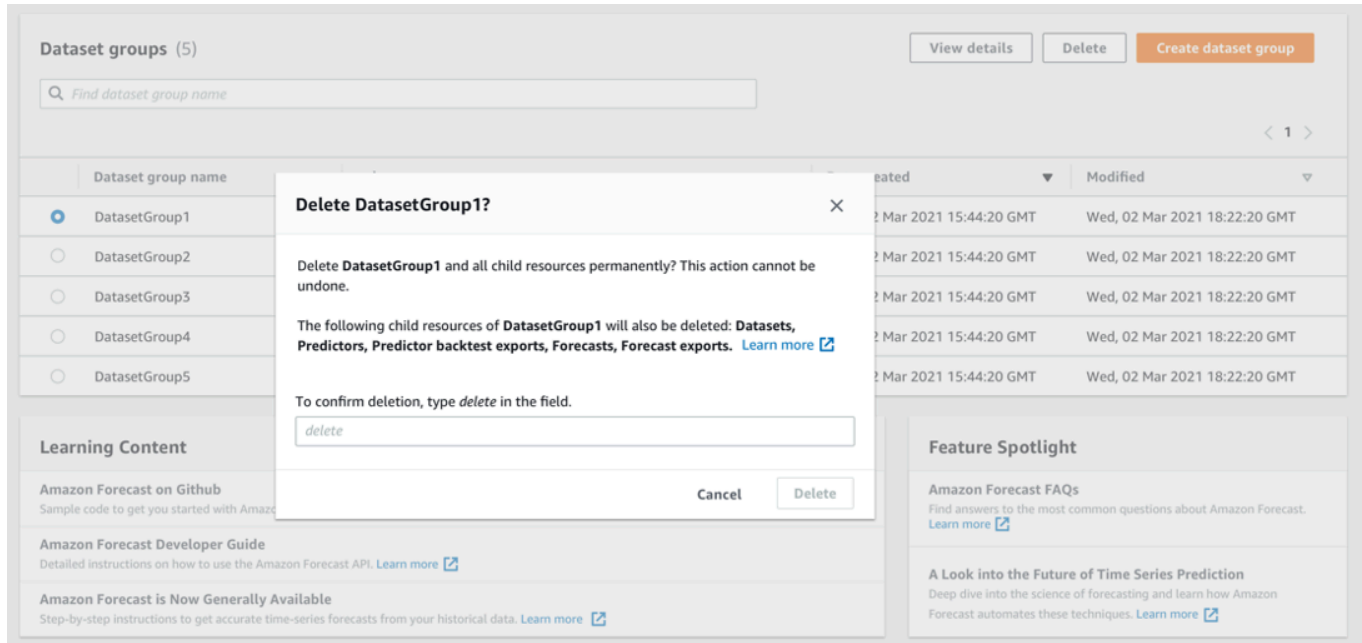 Dataset groups (5)
View details
Delete
Create dataset group
Find dataset group name
< 1 >
Dataset group name
Modified
DatasetGroup1
2 Mar 2021 15:44:20 GMT
Wed, 02 Mar 2021 18:22:20 GMT
DatasetGroup2
2 Mar 2021 15:44:20 GMT
Wed, 02 Mar 2021 18:22:20 GMT
DatasetGroup3
2 Mar 2021 15:44:20 GMT
Wed, 02 Mar 2021 18:22:20 GMT
DatasetGroup4
2 Mar 2021 15:44:20 GMT
Wed, 02 Mar 2021 18:22:20 GMT
DatasetGroup5
2 Mar 2021 15:44:20 GMT
Wed, 02 Mar 2021 18:22:20 GMT
Delete DatasetGroup1?
Delete DatasetGroup1 and all child resources permanently? This action cannot be
undone.
The following child resources of DatasetGroup1 will also be deleted: Datasets,
Predictors, Predictor backtest exports, Forecasts, Forecast exports. Learn more
To confirm deletion, type delete in the field.
delete
Cancel
Delete
Learning Content
Amazon Forecast on Github
Sample code to get you started with
Amazon Forecast Developer Guide
Detailed instructions on how to use the Amazon Forecast API. Learn more
Amazon Forecast is Now Generally Available
Step-by-step instructions to get accurate time-series forecasts from your historical data. Learn more
Feature Spotlight
Amazon Forecast FAQs
Find answers to the most common questions about Amazon Forecast.
Learn more
A Look into the Future of Time Series Prediction
Deep dive into the science of forecasting and learn how Amazon
Forecast automates these techniques. Learn more